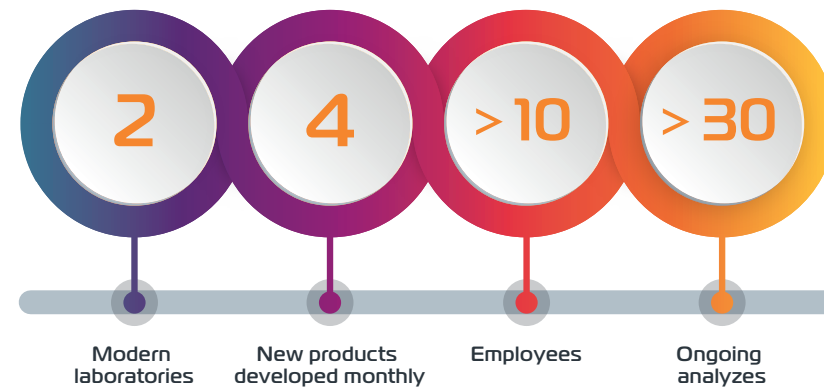 2
4
> 10
> 30
Modern
laboratories
New products
developed monthly
Employees
Ongoing
analyzes